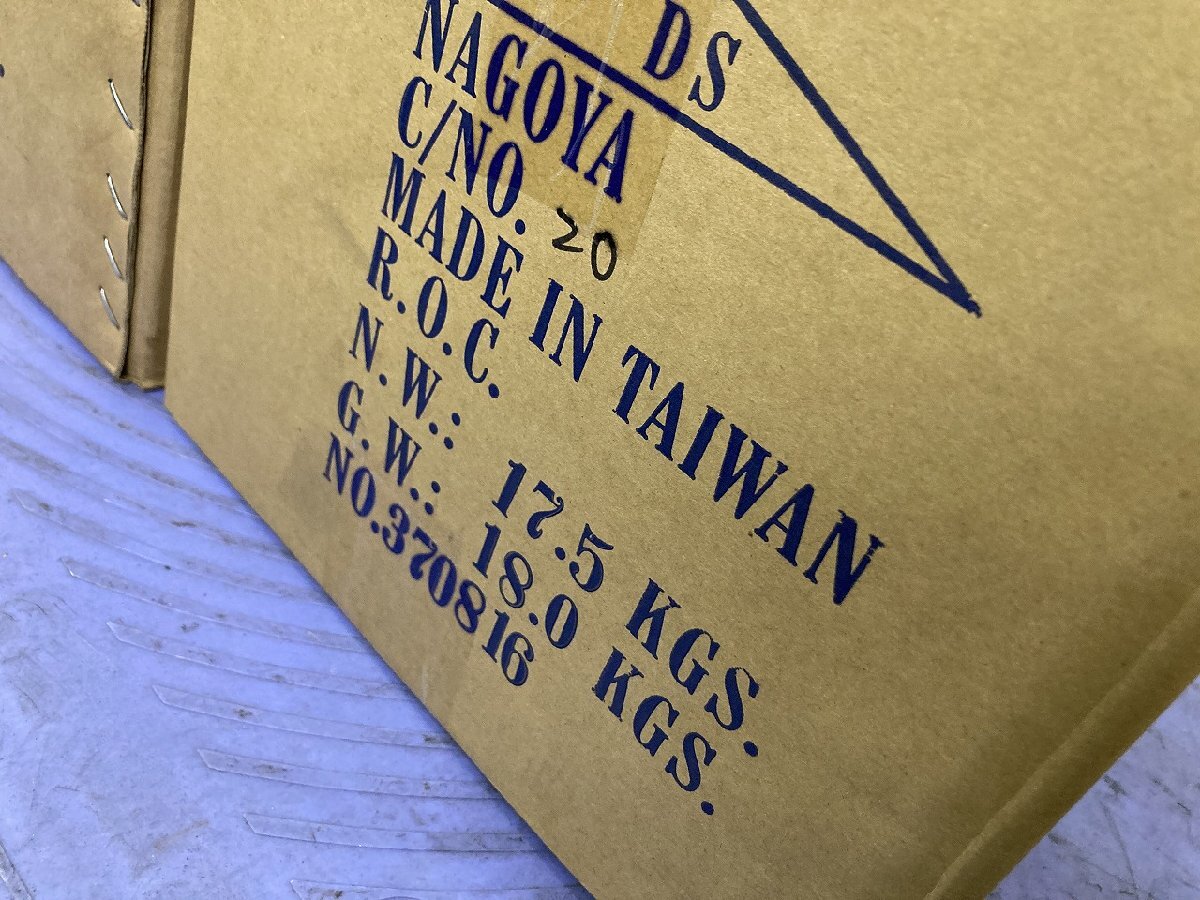 DS
NAGOYA
C/NO. 20
MADE IN TAIWAN
R.O.C.
N.W.: 17.5 KGS.
G.W.: 18.0 KGS.
NO.370816